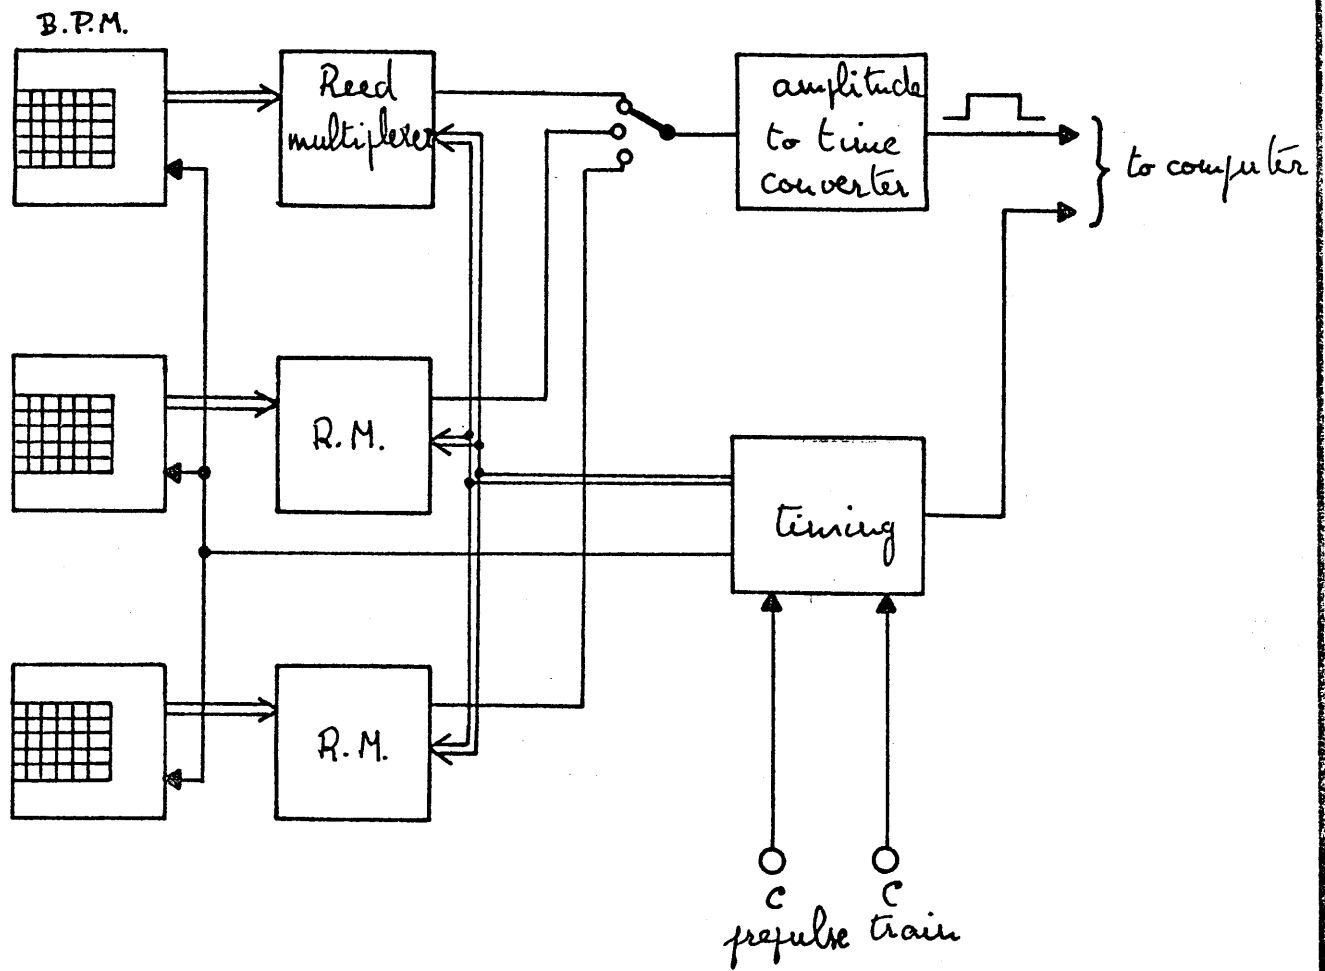 B.P.M.
Reed
multiplexer
amplitude
to time
converter
to computer
R.M.
timing
R.M.
C C
prepulse train